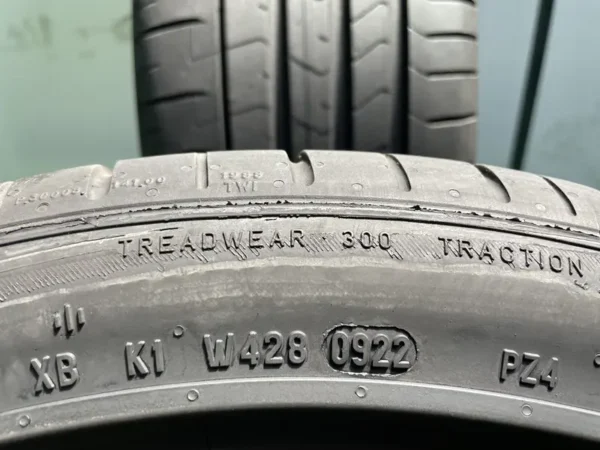 TWI
TREADWEAR 300 TRACTION
XB K1 W428 0922 PZ4